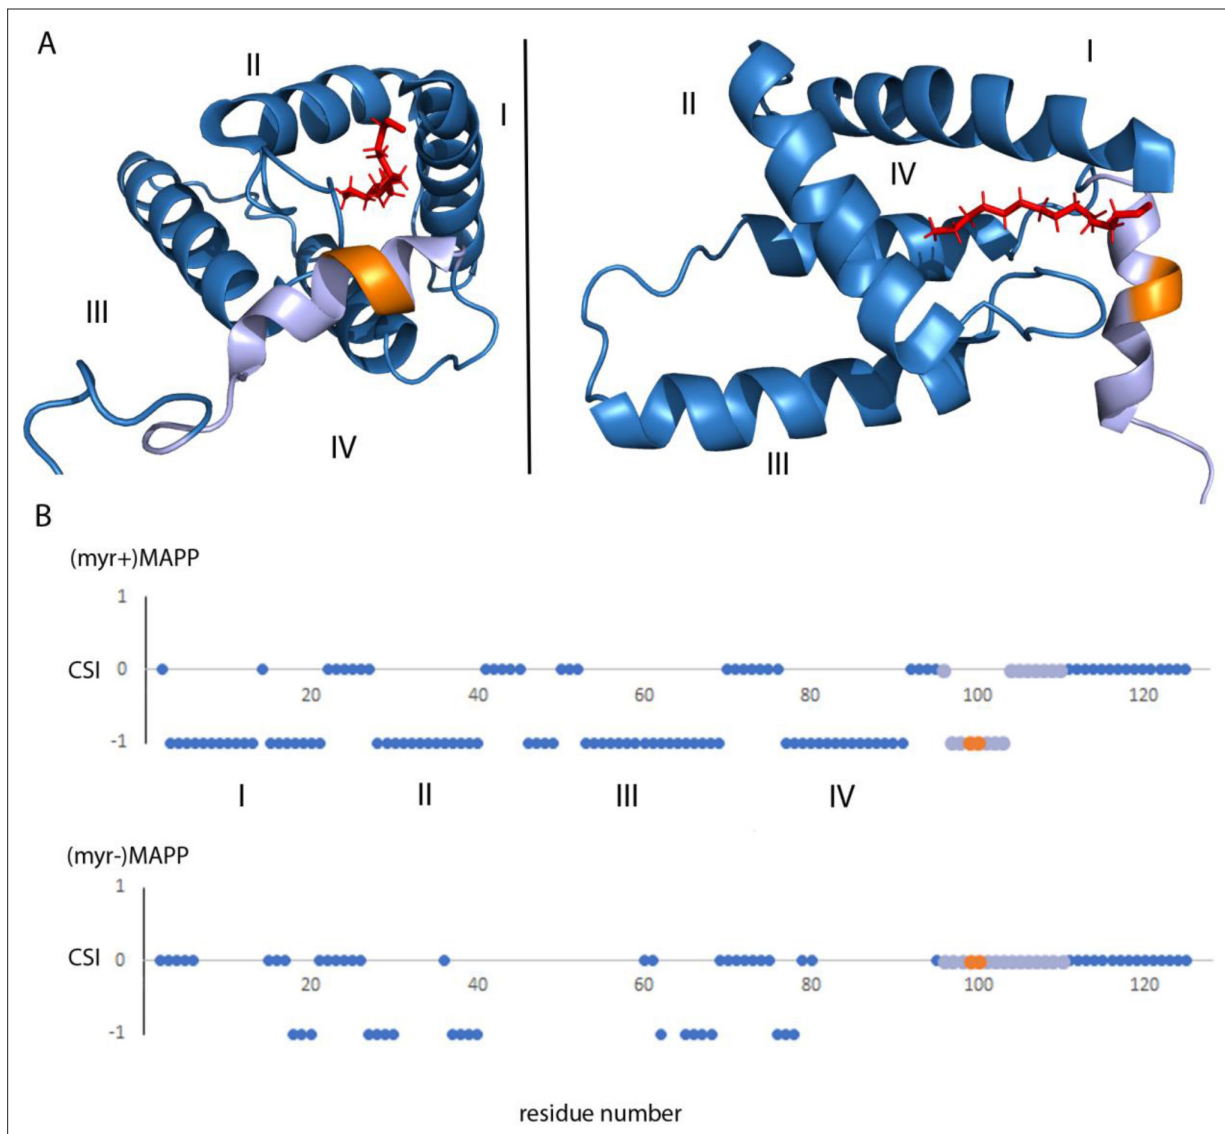 A
II
I
III
IV
I
II
IV
III
B
(myr+)MAPP
1
CSI 0
20 40 60 80 100 120
-1
I II III IV
(myr-)MAPP
1
CSI 0
20 40 60 80 100 120
-1
residue number